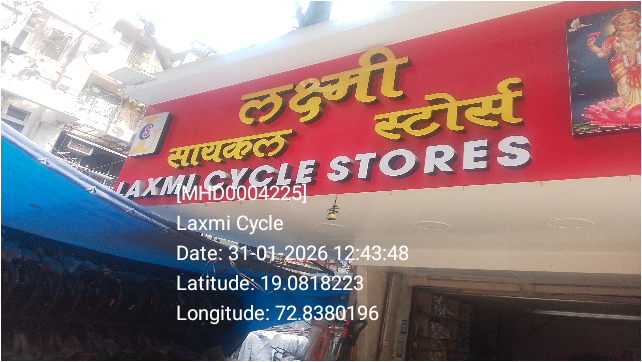 लक्ष्मी
सायकल स्टोर्स
LAXMI CYCLE STORES
[MHD0004225]
Laxmi Cycle
Date: 31-01-2026 12:43:48
Latitude: 19.0818223
Longitude: 72.8380196